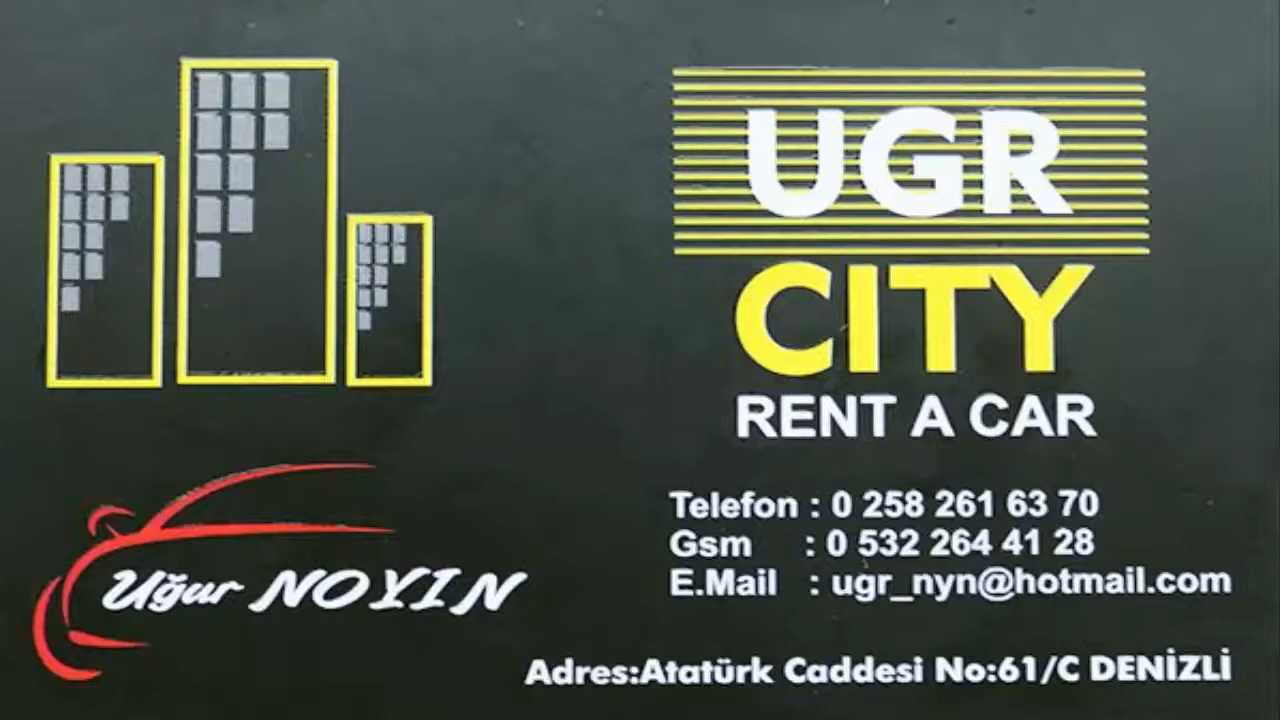 UGR
CITY
RENT A CAR
Uğur NOYIN
Telefon : 0 258 261 63 70
Gsm : 0 532 264 41 28
E.Mail : ugr_nyn@hotmail.com
Adres:Atatürk Caddesi No:61/C DENİZLİ